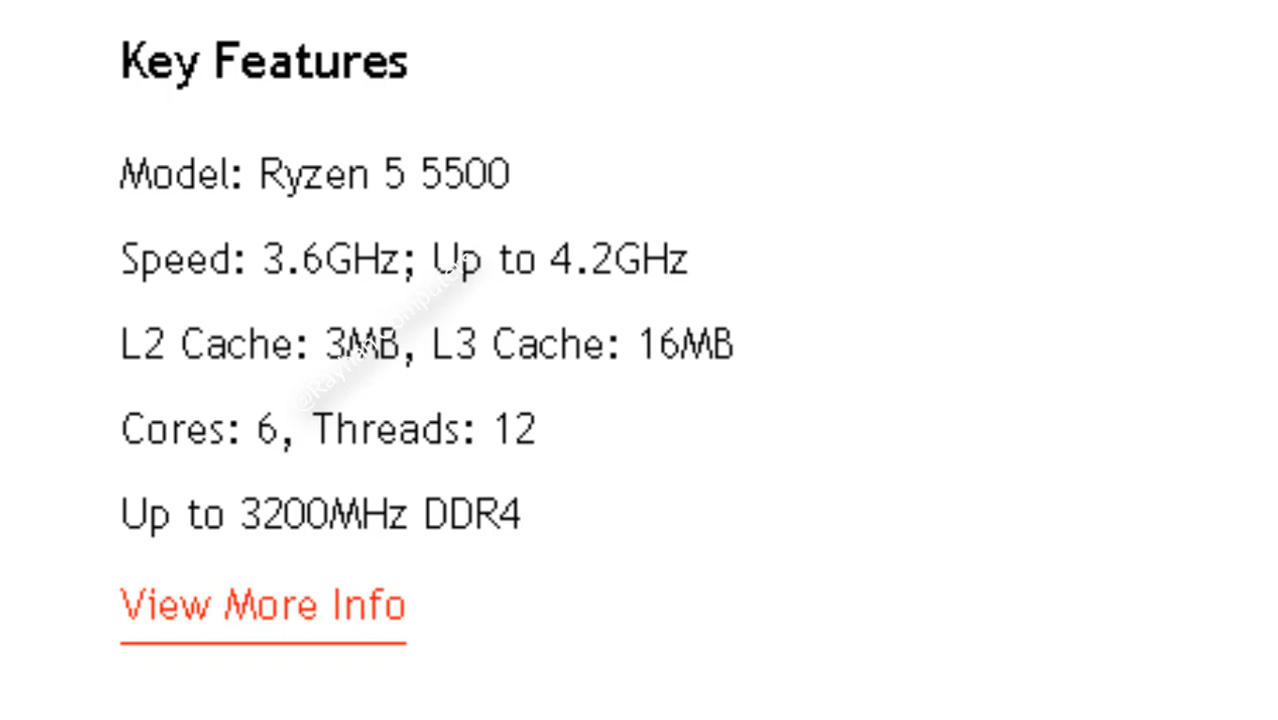 Key Features
Model: Ryzen 5 5500
Speed: 3.6GHz; Up to 4.2GHz
L2 Cache: 3MB, L3 Cache: 16MB
Cores: 6, Threads: 12
Up to 3200MHz DDR4
View More Info